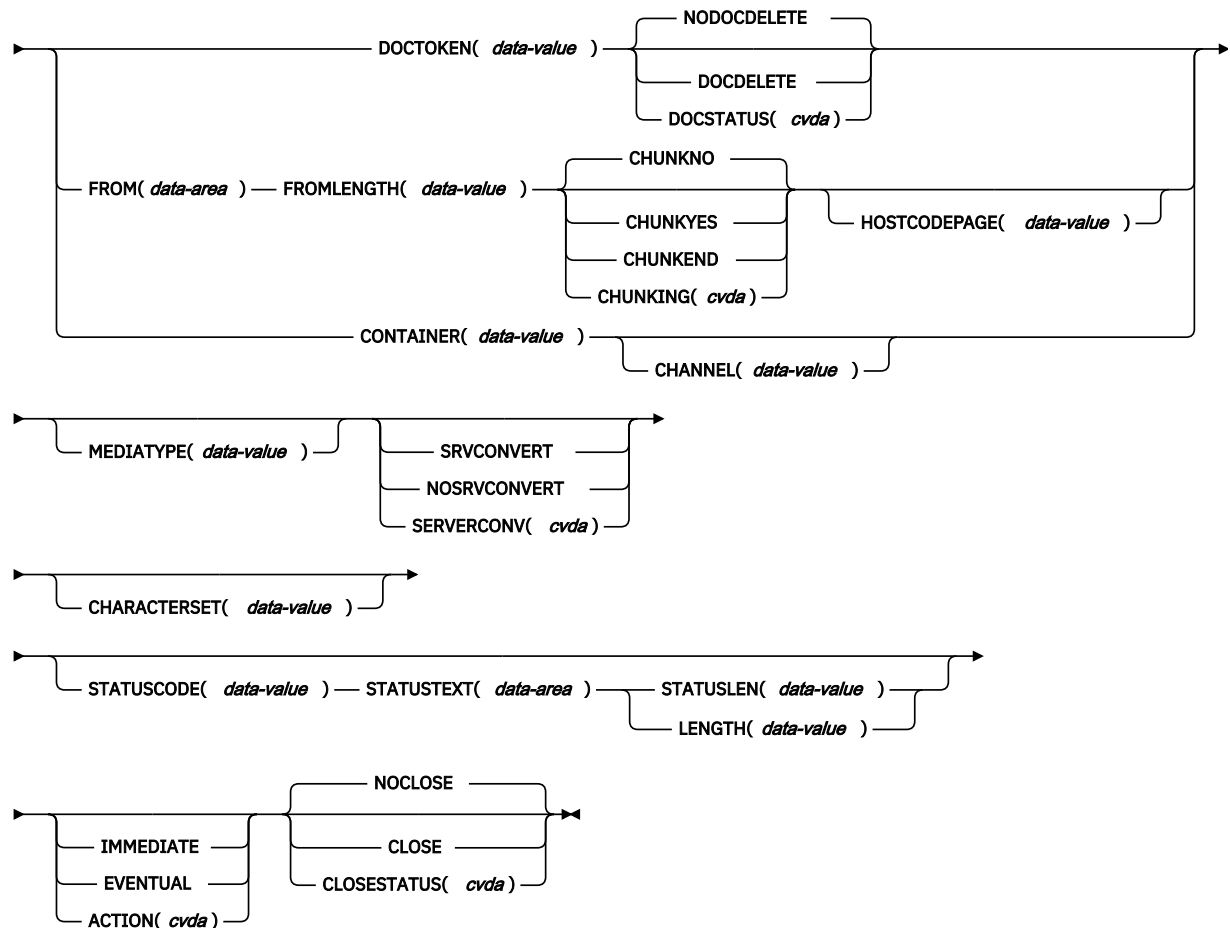 NODOCDELETE
DOCTOKEN( data-value )
DOCDELETE
DOCSTATUS( cvda )
CHUNKNO
FROM( data-area ) FROMLENGTH( data-value )
CHUNKYES
HOSTCODEPAGE( data-value )
CHUNKEND
CHUNKING( cvda )
CONTAINER( data-value )
CHANNEL( data-value )
MEDIATYPE( data-value )
SRVCONVERT
NOSRVCONVERT
SERVERCONV( cvda )
CHARACTERSET( data-value )
STATUSCODE( data-value ) STATUSTEXT( data-area ) STATUSLEN( data-value )
LENGTH( data-value )
NOCLOSE
IMMEDIATE
CLOSE
EVENTUAL
CLOSESTATUS( cvda )
ACTION( cvda )